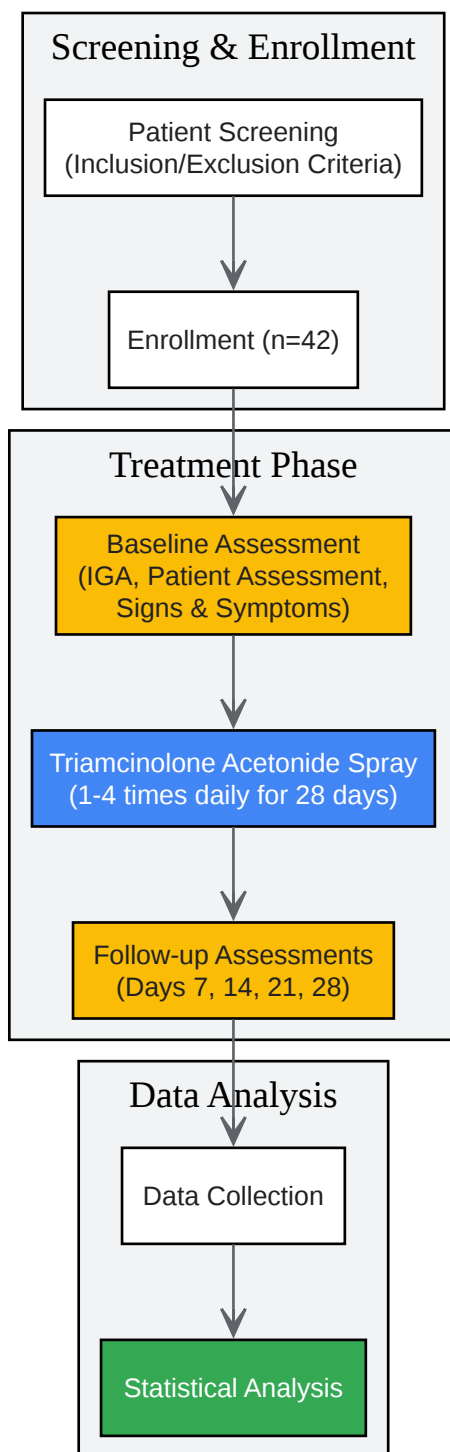 Screening & Enrollment
Patient Screening
(Inclusion/Exclusion Criteria)
Enrollment (n=42)
Treatment Phase
Baseline Assessment
(IGA, Patient Assessment,
Signs & Symptoms)
Triamcinolone Acetonide Spray
(1-4 times daily for 28 days)
Follow-up Assessments
(Days 7, 14, 21, 28)
Data Analysis
Data Collection
Statistical Analysis